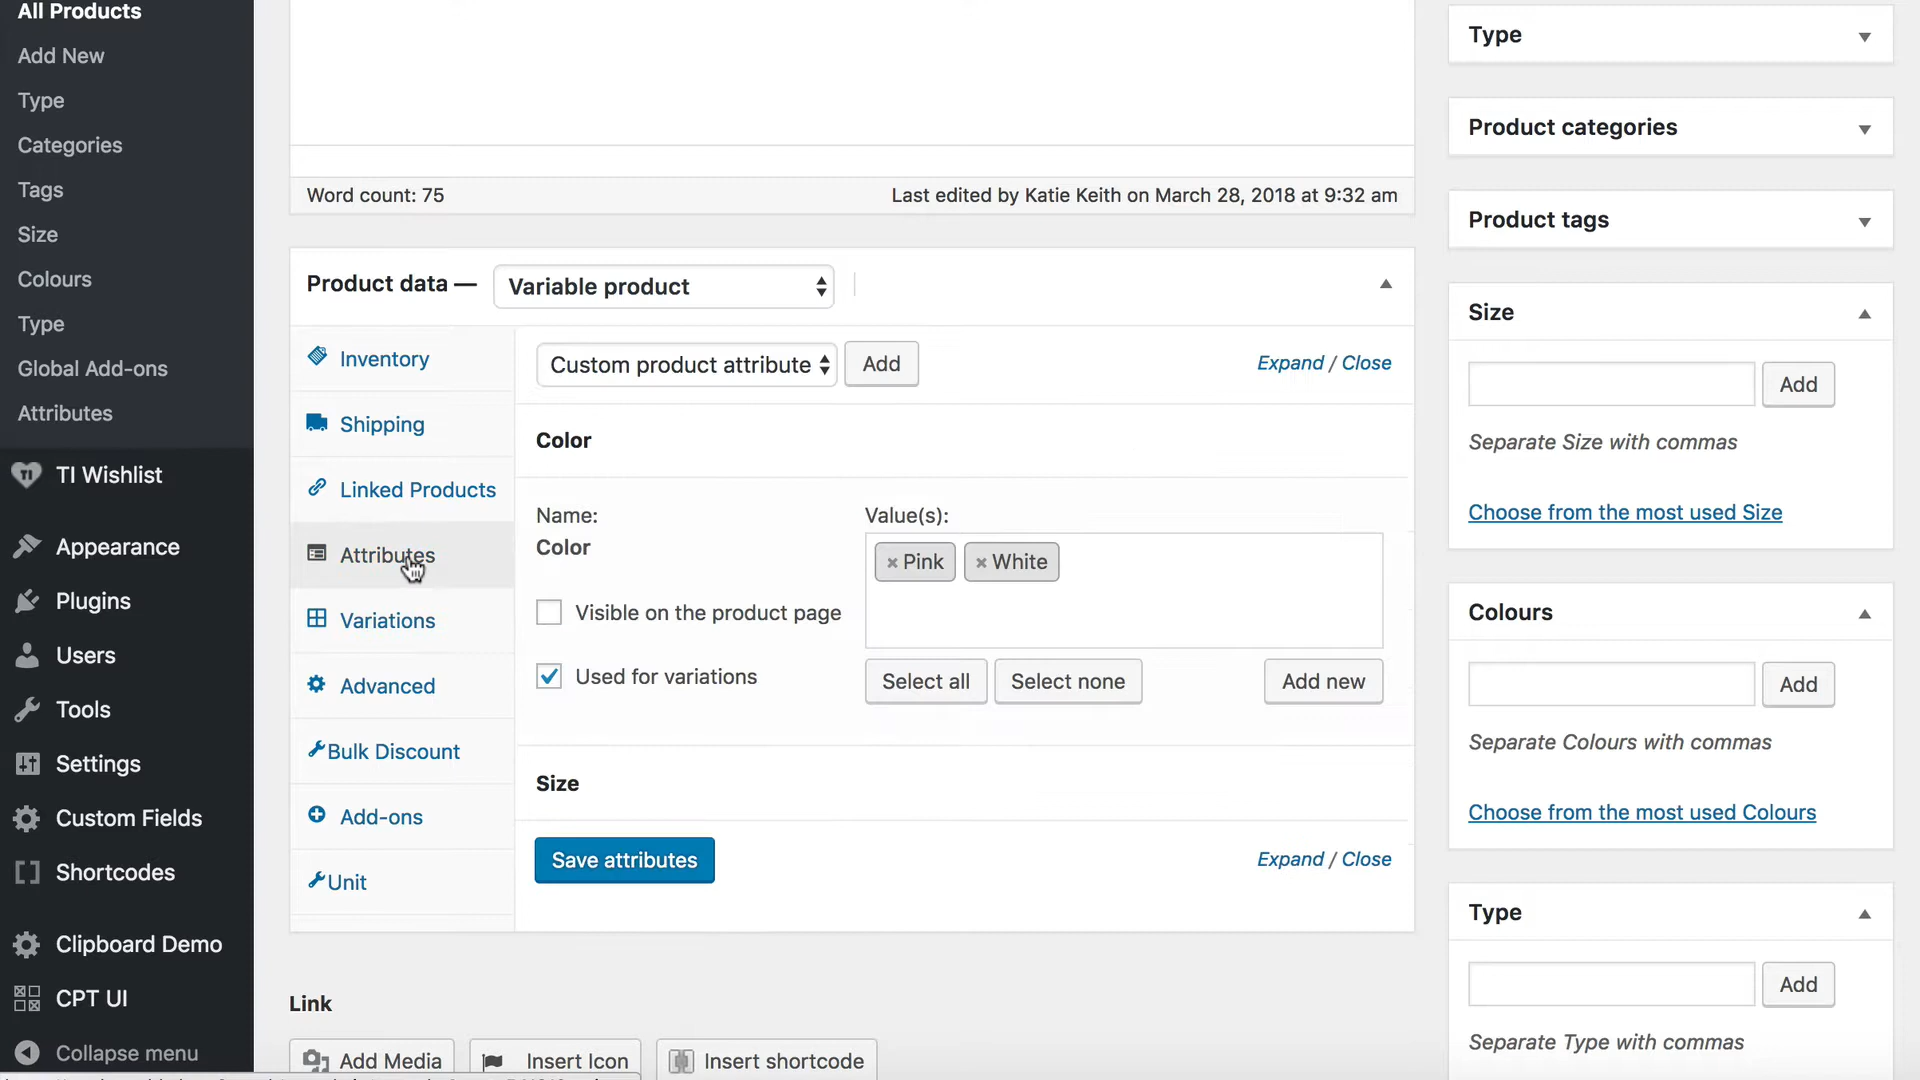 All Products
Add New
Type
Categories
Tags
Size
Colours
Type
Global Add-ons
Attributes
TI Wishlist
Appearance
Plugins
Users
Tools
Settings
Custom Fields
Shortcodes
Clipboard Demo
CPT UI
Collapse menu
Word count: 75
Last edited by Katie Keith on March 28, 2018 at 9:32 am
Product data — Variable product
Inventory
Shipping
Linked Products
Attributes
Variations
Advanced
Bulk Discount
Add-ons
Unit
Custom product attribute Add Expand / Close
Color
Name:
Color
Value(s):
× Pink × White
Visible on the product page
Used for variations
Select all Select none Add new
Size
Save attributes Expand / Close
Link
Add Media Insert Icon Insert shortcode
Type
Product categories
Product tags
Size
Add
Separate Size with commas
Choose from the most used Size
Colours
Add
Separate Colours with commas
Choose from the most used Colours
Type
Add
Separate Type with commas